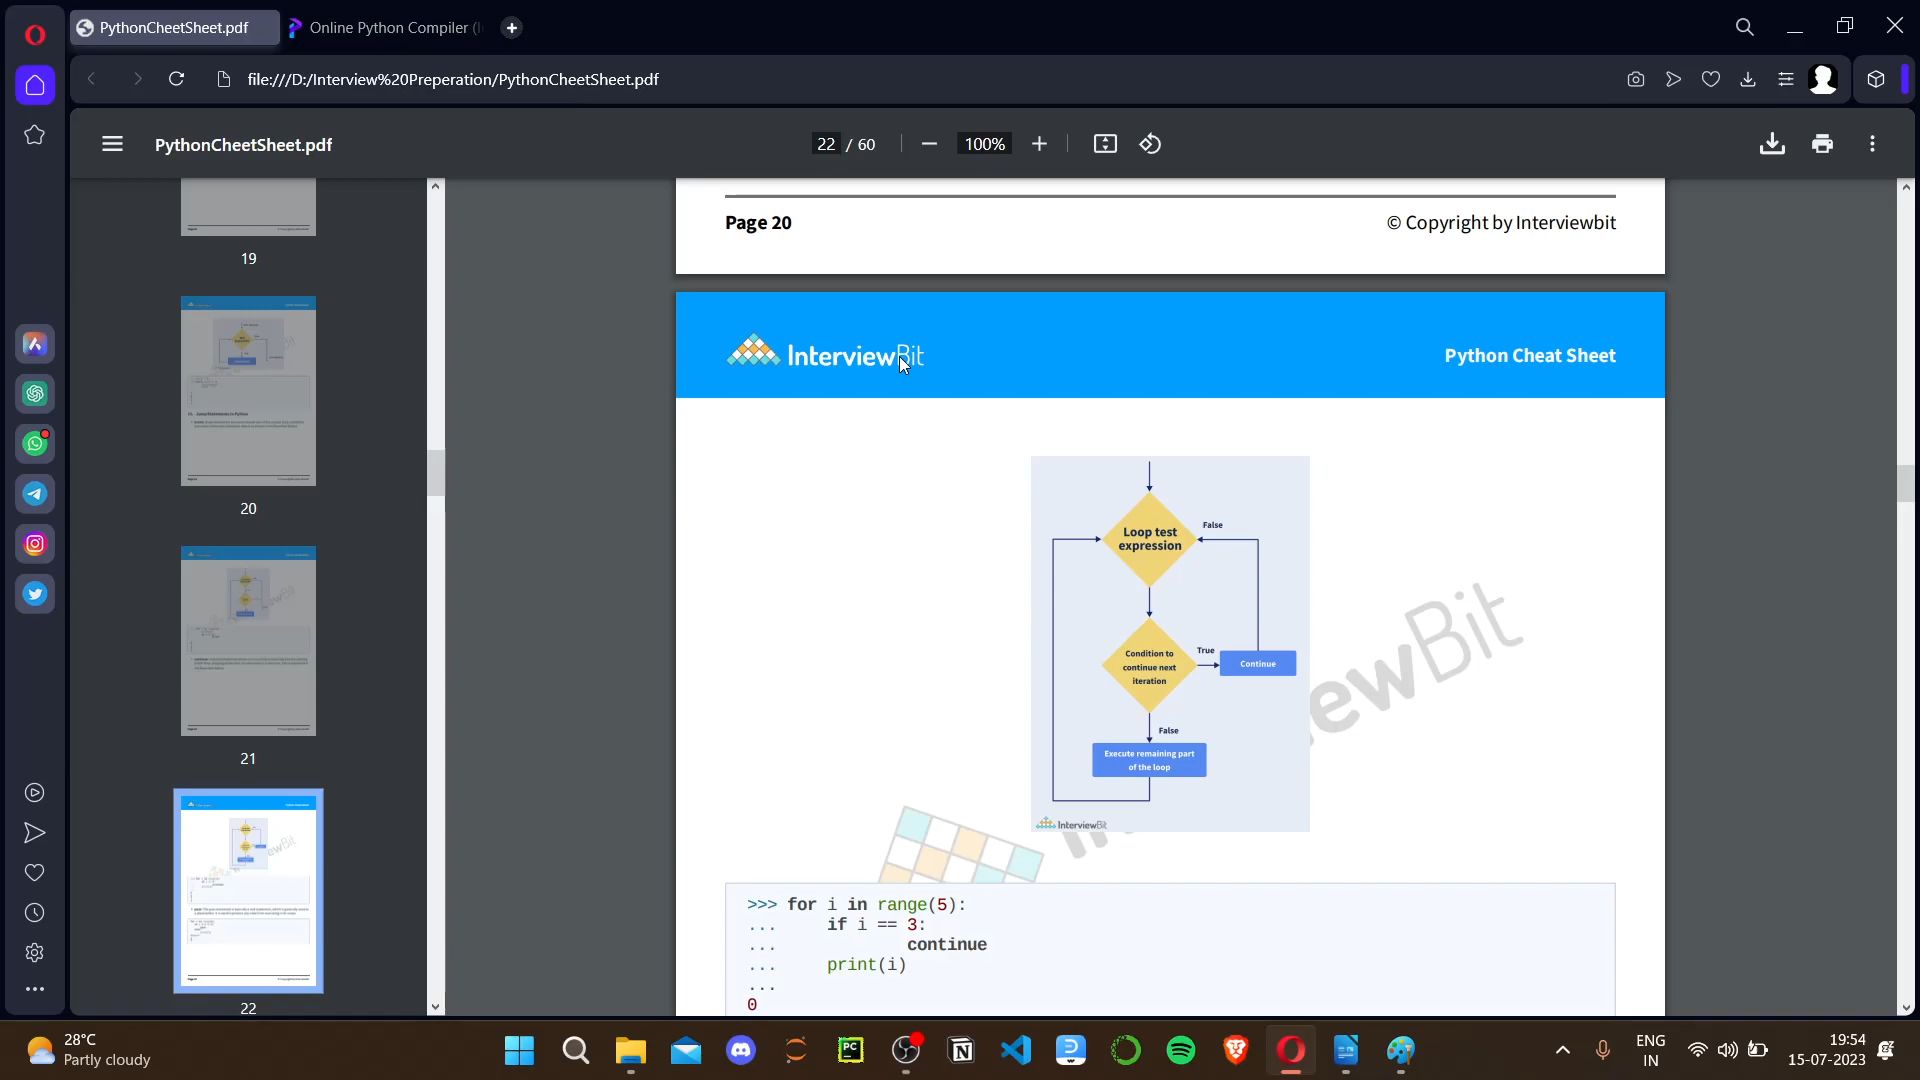 PythonCheetSheet.pdf
Online Python Compiler (
file:///D:/Interview%20Preperation/PythonCheetSheet.pdf
PythonCheetSheet.pdf
22 / 60
100%
19
20
21
22
Page 20
© Copyright by Interviewbit
InterviewBit
Python Cheat Sheet
Loop test
expression
False
Condition to
continue next
iteration
True
Continue
False
Execute remaining part
of the loop
InterviewBit
>>> for i in range(5):
... if i == 3:
... continue
... print(i)
...
0
28°C
Partly cloudy
PC
ENG
IN
19:54
15-07-2023